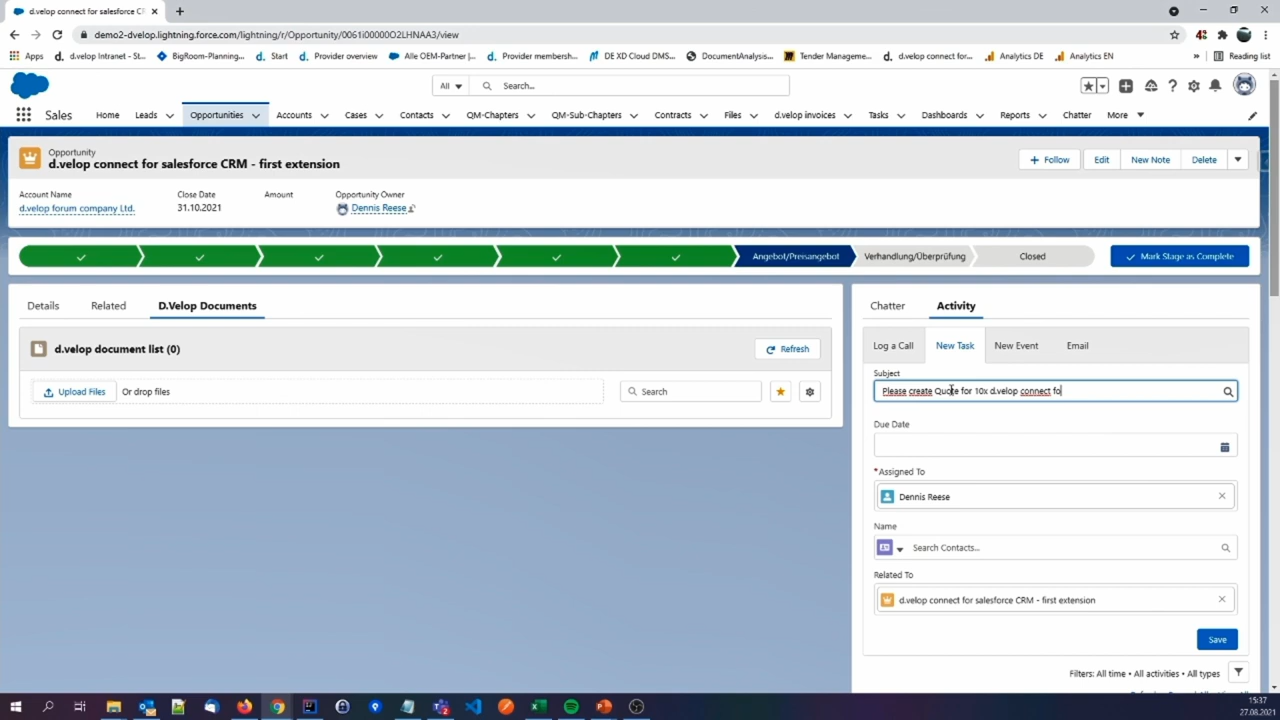 d.velop connect for salesforce CR
demo2-dvelop.lightning.force.com/lightning/r/Opportunity/0061i00000O2LHNAA3/view
Apps d.velop Intranet - St... BigRoom-Planning... Start Provider overview Alle OEM-Partner |... Provider membersh... DE XD Cloud DMS... DocumentAnalysis... Tender Manageme... d.velop connect for... Analytics DE Analytics EN » Reading list
All Search...
Sales Home Leads Opportunities Accounts Cases Contacts QM-Chapters QM-Sub-Chapters Contracts Files d.velop invoices Tasks Dashboards Reports Chatter More
Opportunity
d.velop connect for salesforce CRM - first extension
+ Follow Edit New Note Delete
Account Name Close Date Amount Opportunity Owner
d.velop forum company Ltd. 31.10.2021 Dennis Reese
Angebot/Preisangebot Verhandlung/Überprüfung Closed Mark Stage as Complete
Details Related D.Velop Documents
d.velop document list (0) Refresh
Upload Files Or drop files Search
Chatter Activity
Log a Call New Task New Event Email
Subject
Please create Quote for 10x d.velop connect fo
Due Date
*Assigned To
Dennis Reese
Name
Search Contacts...
Related To
d.velop connect for salesforce CRM - first extension
Save
Filters: All time • All activities • All types
15:37
27.08.2021